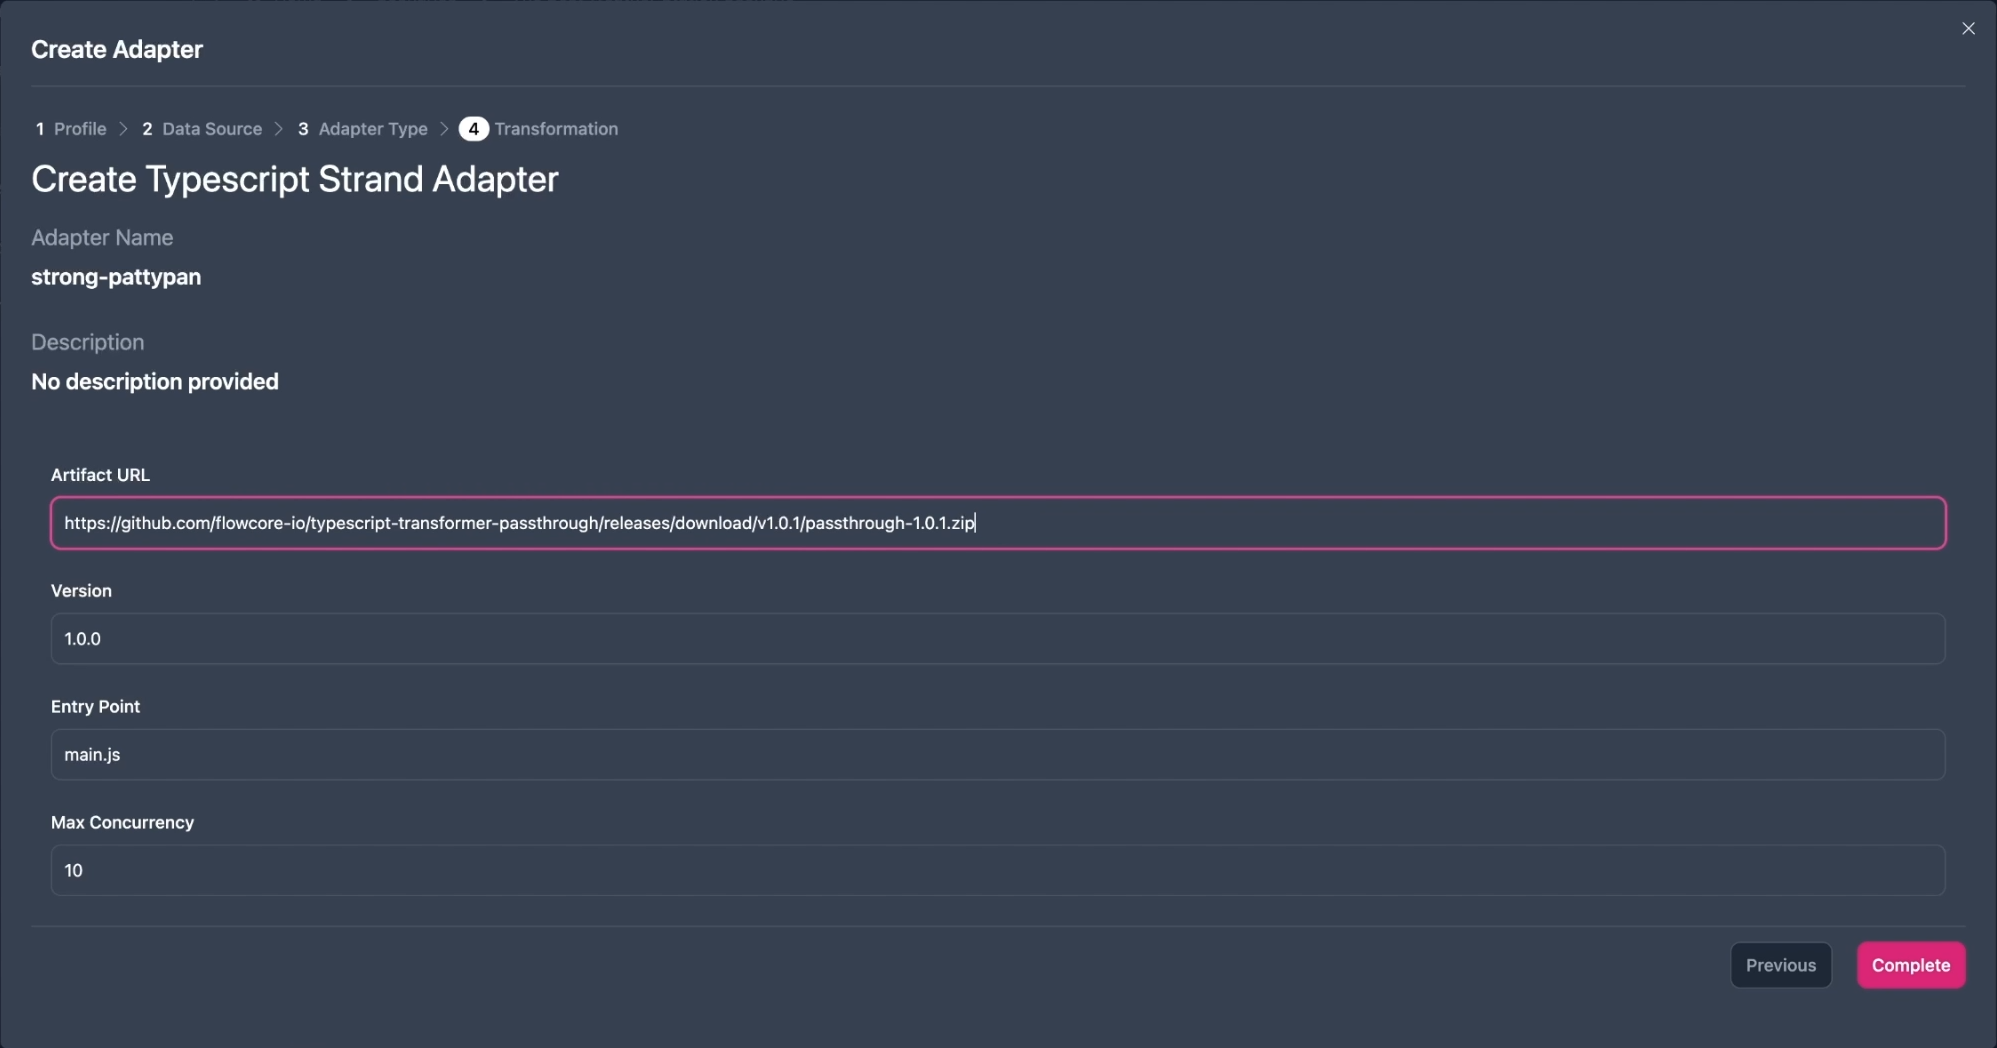 Create Adapter
1 Profile 2 Data Source 3 Adapter Type 4 Transformation
Create Typescript Strand Adapter
Adapter Name
strong-pattypan
Description
No description provided
Artifact URL
https://github.com/flowcore-io/typescript-transformer-passthrough/releases/download/v1.0.1/passthrough-1.0.1.zip
Version
1.0.0
Entry Point
main.js
Max Concurrency
10
Previous Complete